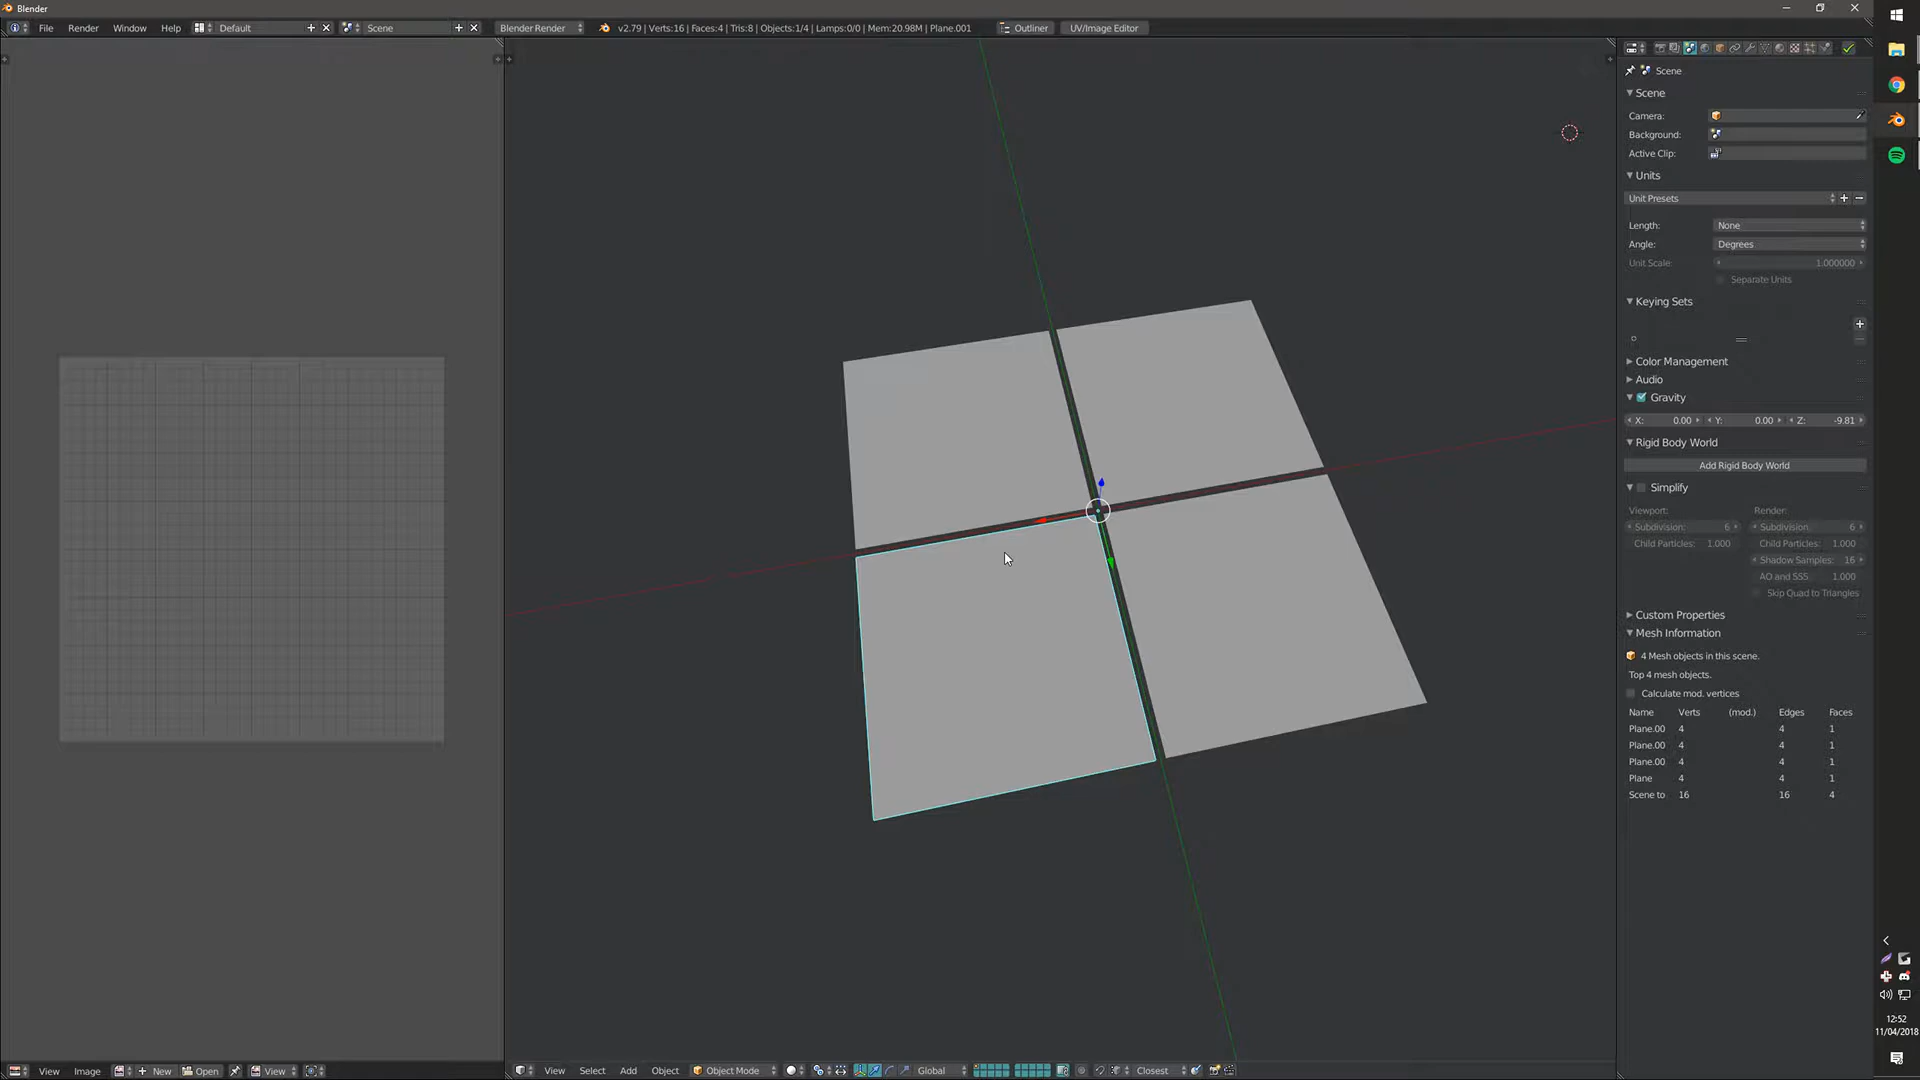 Blender
File Render Window Help Default Scene Blender Render v2.79 | Verts:16 | Faces:4 | Tris:8 | Objects:1/4 | Lamps:0/0 | Mem:20.98M | Plane.001 Outliner UV/Image Editor
Scene
Scene
Camera:
Background:
Active Clip:
Units
Unit Presets
Length: None
Angle: Degrees
Unit Scale: 1.000000
Separate Units
Keying Sets
Color Management
Audio
Gravity
X: 0.00 Y: 0.00 Z: -9.81
Rigid Body World
Add Rigid Body World
Simplify
Viewport: Render:
Subdivision: 6 Subdivision: 6
Child Particles: 1.000 Child Particles: 1.000
Shadow Samples: 16
AO and SSS 1.000
Skip Quad to Triangles
Custom Properties
Mesh Information
4 Mesh objects in this scene.
Top 4 mesh objects.
Calculate mod. vertices
Name Verts (mod.) Edges Faces
Plane.00 4 4 1
Plane.00 4 4 1
Plane.00 4 4 1
Plane 4 4 1
Scene to 16 16 4
12:52
11/04/2018
View Image New Open View
View Select Add Object Object Mode Global Closest